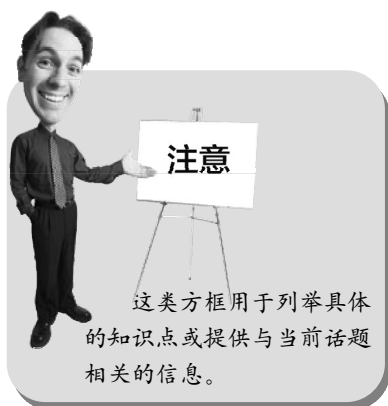 注意
这类方框用于列举具体
的知识点或提供与当前话题
相关的信息。